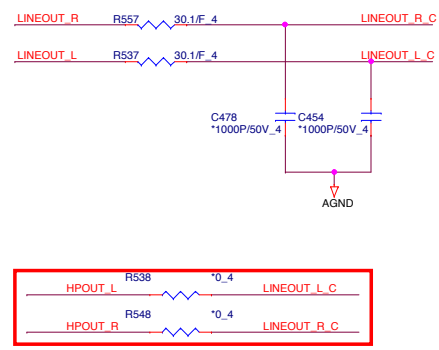 LINEOUT_R R557 30.1/F_4 LINEOUT_R_C
LINEOUT_L R537 30.1/F_4 LINEOUT_L_C
C478 C454
*1000P/50V_4 *1000P/50V_4
AGND
R538 *0_4
HPOUT_L LINEOUT_L_C
R548 *0_4
HPOUT_R LINEOUT_R_C